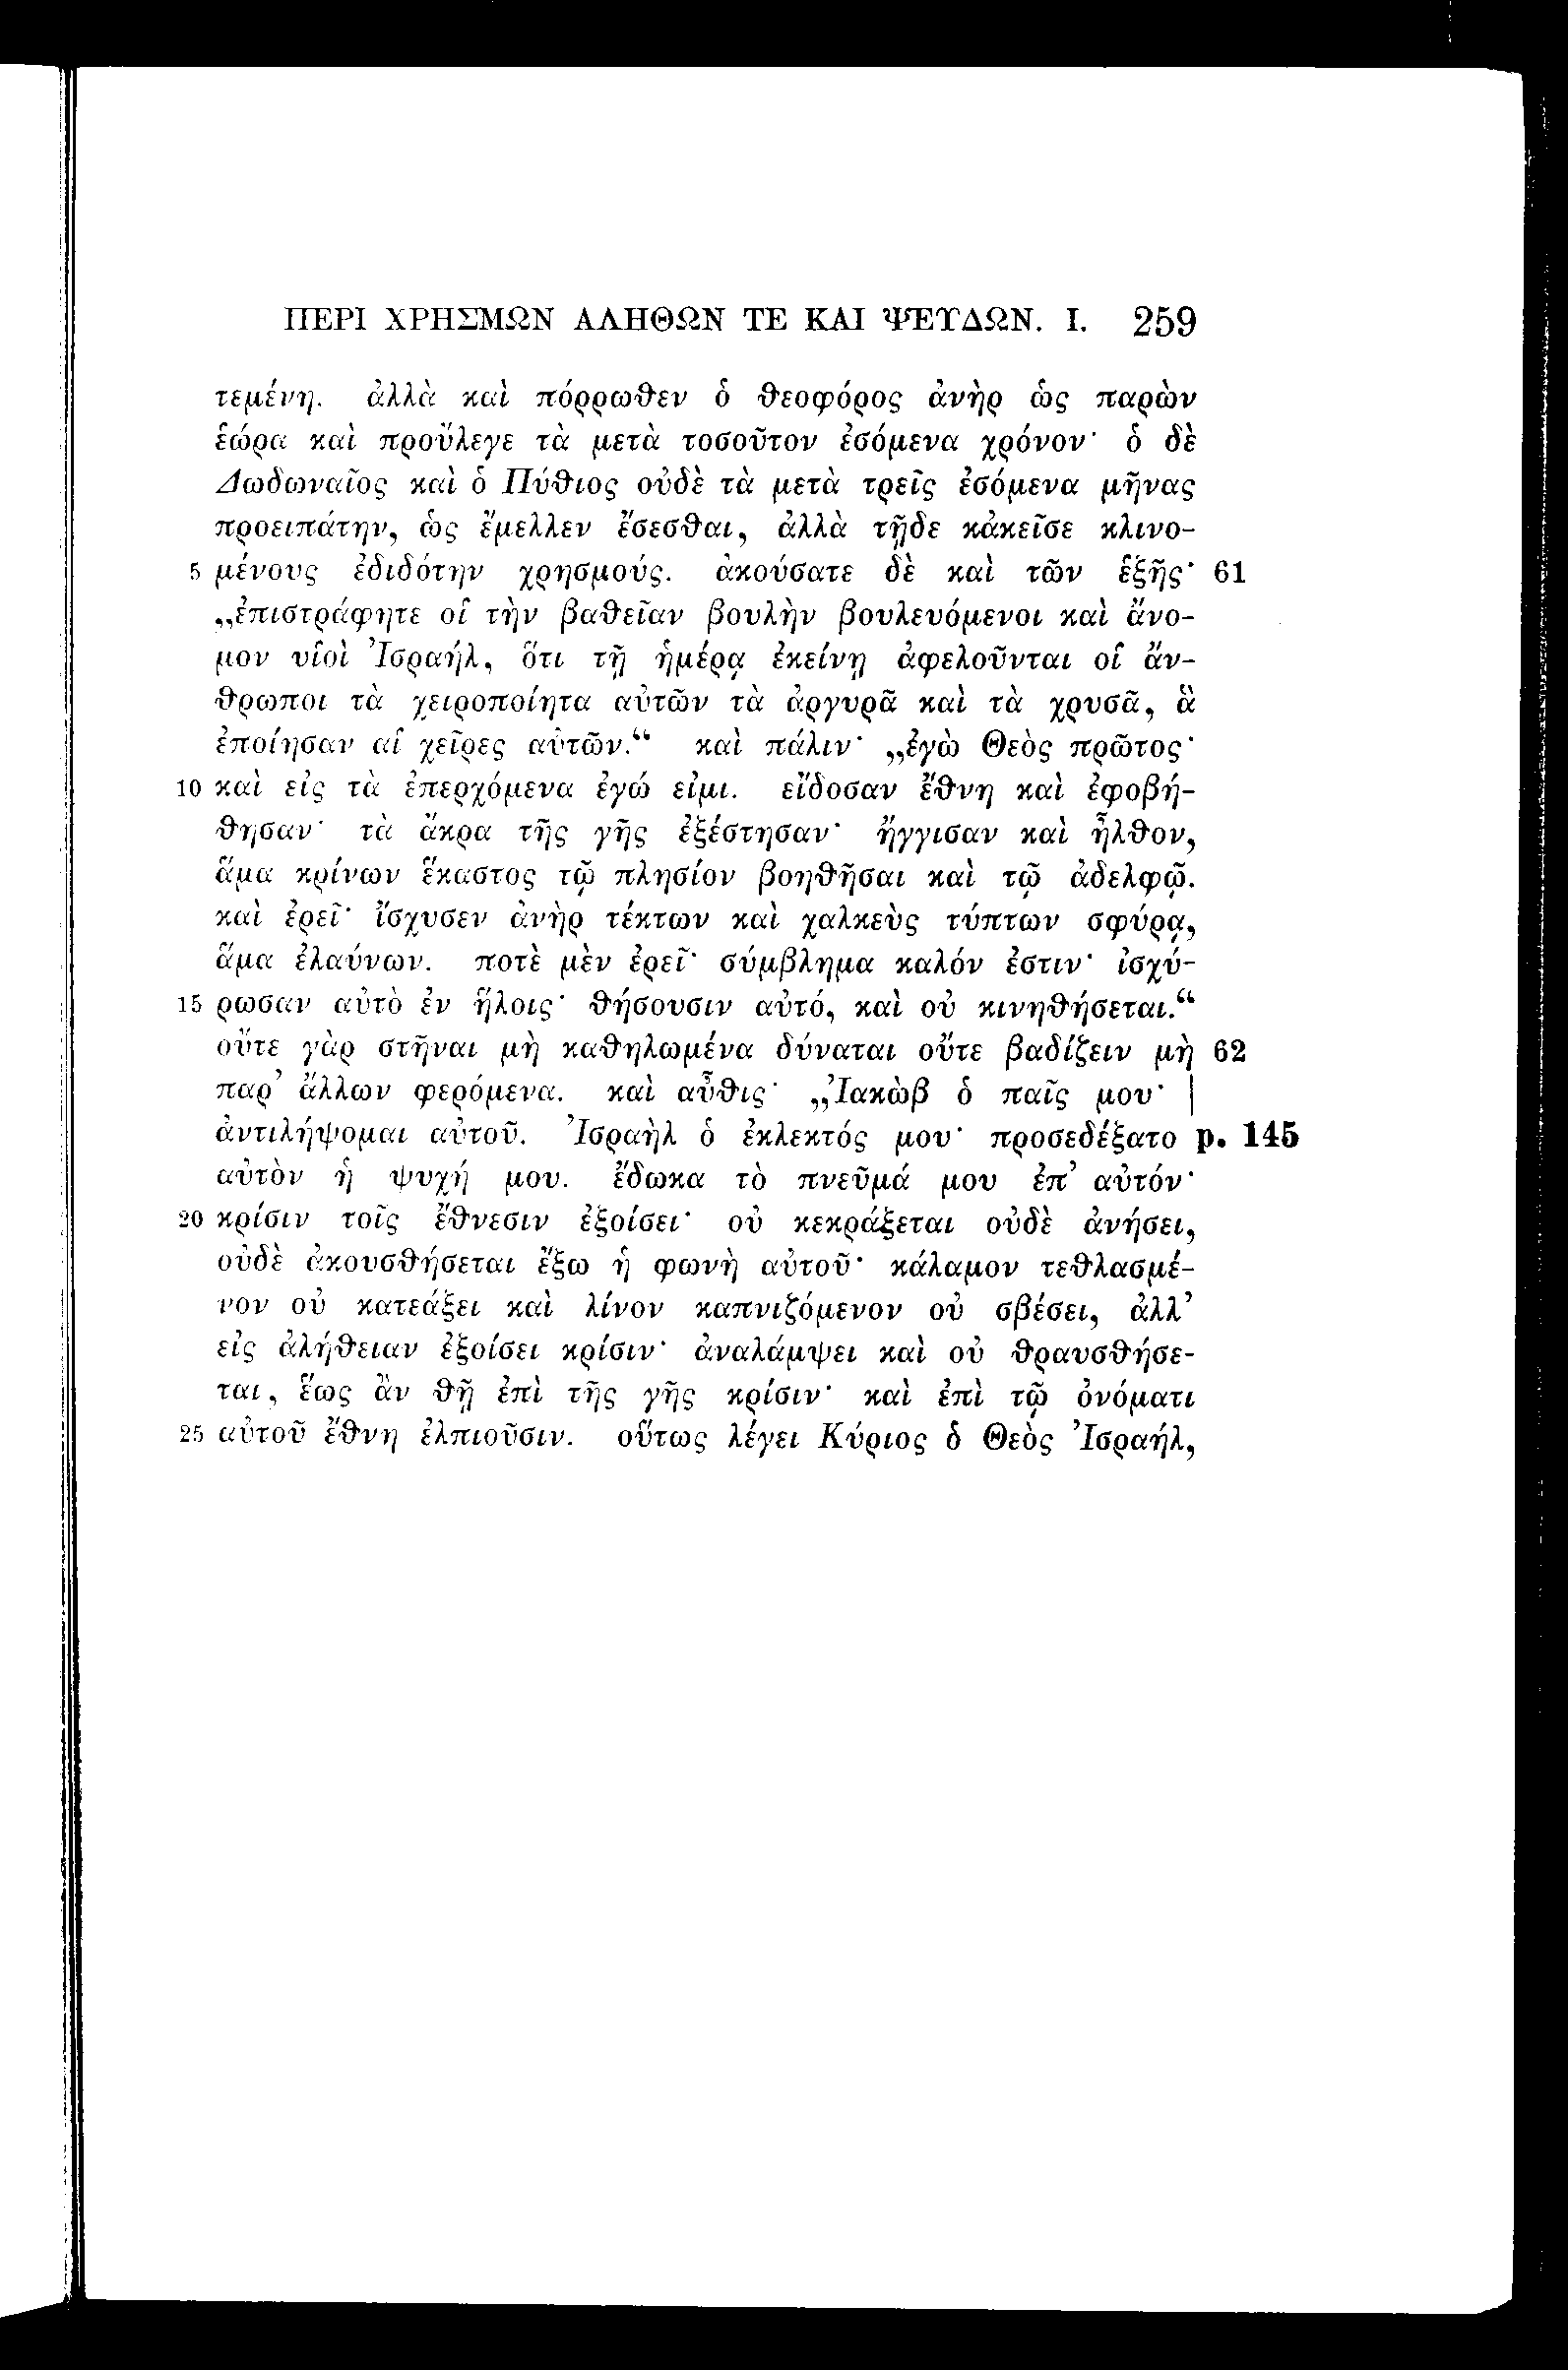 ΠΕΡΙ ΧΡΗΣΜΩΝ ΑΛΗΘΩΝ ΤΕ ΚΑΙ ΨΕΥΔΩΝ. I. 259
τεμένη. ἀλλὰ καὶ πόρρωθεν ὁ θεοφόρος ἀνὴρ ὡς παρὼν
ἑώρα καὶ προὔλεγε τὰ μετὰ τοσοῦτον ἐσόμενα χρόνον· ὁ δὲ
Δωδωναῖος καὶ ὁ Πύθιος οὐδὲ τὰ μετὰ τρεῖς ἐσόμενα μῆνας
προειπάτην, ὡς ἔμελλεν ἔσεσθαι, ἀλλὰ τῇδε κἀκεῖσε κλινο-
5 μένους ἐδιδότην χρησμούς. ἀκούσατε δὲ καὶ τῶν ἑξῆς· 61
„ἐπιστράφητε οἱ τὴν βαθεῖαν βουλὴν βουλευόμενοι καὶ ἄνο-
μον υἱοὶ Ἰσραήλ, ὅτι τῇ ἡμέρᾳ ἐκείνῃ ἀφελοῦνται οἱ ἄν-
θρωποι τὰ χειροποίητα αὐτῶν τὰ ἀργυρᾶ καὶ τὰ χρυσᾶ, ἃ
ἐποίησαν αἱ χεῖρες αὐτῶν.“ καὶ πάλιν· „ἐγὼ Θεὸς πρῶτος·
10 καὶ εἰς τὰ ἐπερχόμενα ἐγώ εἰμι. εἴδοσαν ἔθνη καὶ ἐφοβή-
θησαν· τὰ ἄκρα τῆς γῆς ἐξέστησαν· ἤγγισαν καὶ ἦλθον,
ἅμα κρίνων ἕκαστος τῷ πλησίον βοηθῆσαι καὶ τῷ ἀδελφῷ.
καὶ ἐρεῖ· ἴσχυσεν ἀνὴρ τέκτων καὶ χαλκεὺς τύπτων σφύρᾳ,
ἅμα ἐλαύνων. ποτὲ μὲν ἐρεῖ· σύμβλημα καλόν ἐστιν· ἰσχύ-
15 ρωσαν αὐτὸ ἐν ἥλοις· θήσουσιν αὐτό, καὶ οὐ κινηθήσεται.“
οὔτε γὰρ στῆναι μὴ καθηλωμένα δύναται οὔτε βαδίζειν μὴ 62
παρ’ ἄλλων φερόμενα. καὶ αὖθις· „Ἰακὼβ ὁ παῖς μου· |
ἀντιλήψομαι αὐτοῦ. Ἰσραὴλ ὁ ἐκλεκτός μου· προσεδέξατο p. 145
αὐτὸν ἡ ψυχή μου. ἔδωκα τὸ πνεῦμά μου ἐπ’ αὐτόν·
20 κρίσιν τοῖς ἔθνεσιν ἐξοίσει· οὐ κεκράξεται οὐδὲ ἀνήσει,
οὐδὲ ἀκουσθήσεται ἔξω ἡ φωνὴ αὐτοῦ· κάλαμον τεθλασμέ-
νον οὐ κατεάξει καὶ λίνον καπνιζόμενον οὐ σβέσει, ἀλλ’
εἰς ἀλήθειαν ἐξοίσει κρίσιν· ἀναλάμψει καὶ οὐ θραυσθήσε-
ται, ἕως ἂν θῇ ἐπὶ τῆς γῆς κρίσιν· καὶ ἐπὶ τῷ ὀνόματι
25 αὐτοῦ ἔθνη ἐλπιοῦσιν. οὕτως λέγει Κύριος ὁ Θεὸς Ἰσραήλ,